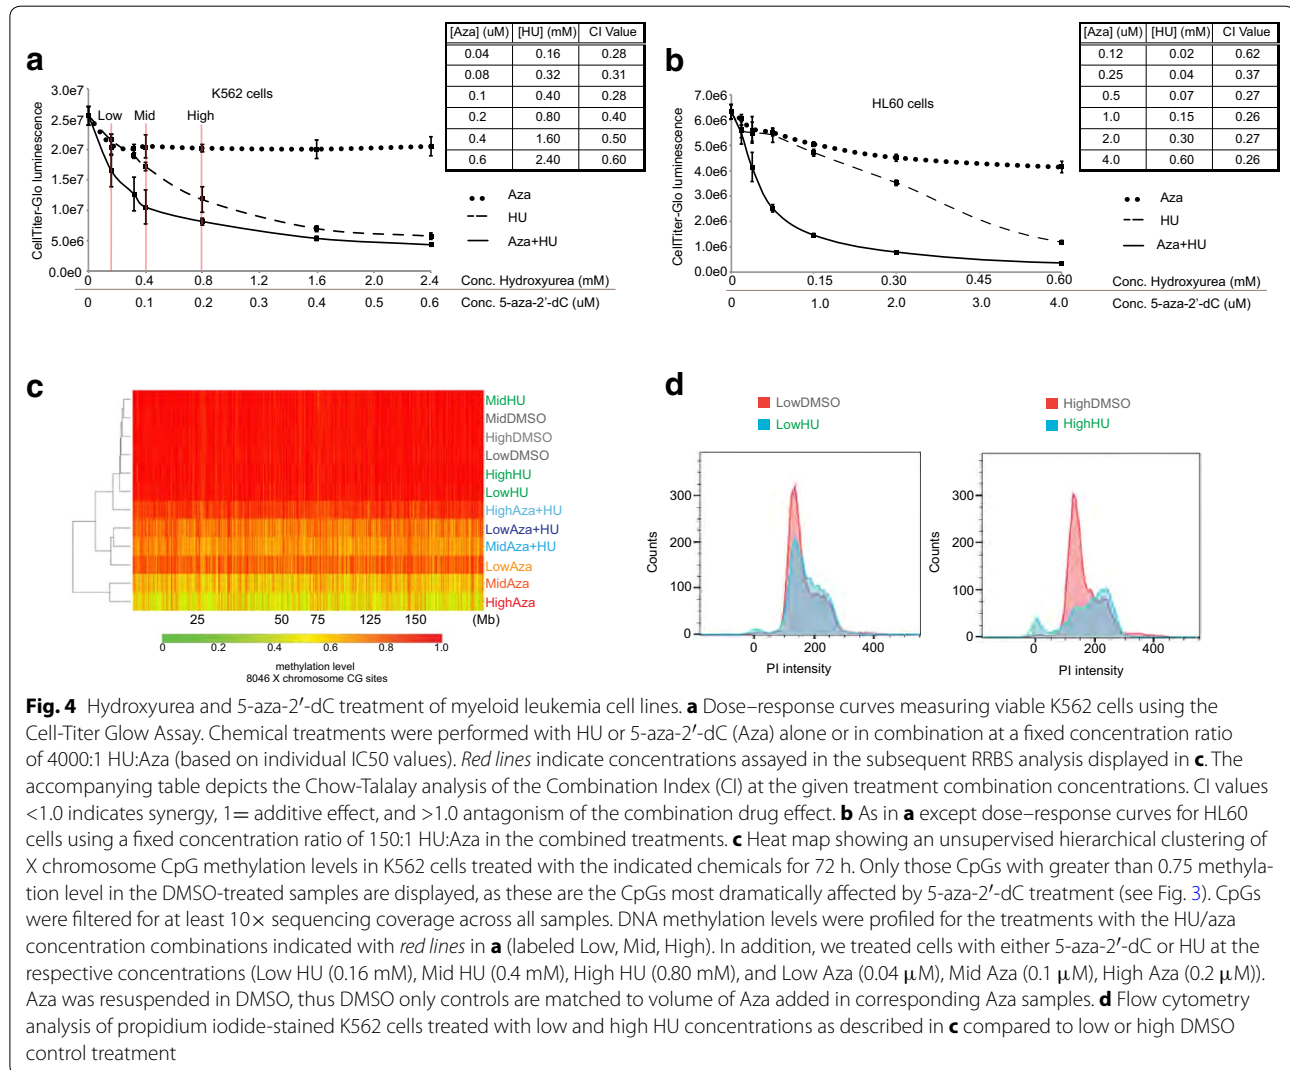 a
[Aza] (uM) [HU] (mM) CI Value
0.04 0.16 0.28
0.08 0.32 0.31
0.1 0.40 0.28
0.2 0.80 0.40
0.4 1.60 0.50
0.6 2.40 0.60
K562 cells
Low Mid High
CellTiter-Glo luminescence
3.0e7
2.5e7
2.0e7
1.5e7
1.0e7
5.0e6
0.0e0
Aza
HU
Aza+HU
0 0.4 0.8 1.2 1.6 2.0 2.4 Conc. Hydroxyurea (mM)
0 0.1 0.2 0.3 0.4 0.5 0.6 Conc. 5-aza-2'-dC (uM)
b
[Aza] (uM) [HU] (mM) CI Value
0.12 0.02 0.62
0.25 0.04 0.37
0.5 0.07 0.27
1.0 0.15 0.26
2.0 0.30 0.27
4.0 0.60 0.26
HL60 cells
CellTiter-Glo luminescence
7.0e6
6.0e6
5.0e6
4.0e6
3.0e6
2.0e6
1.0e6
0.0e0
Aza
HU
Aza+HU
0 0.15 0.30 0.45 0.60 Conc. Hydroxyurea (mM)
0 1.0 2.0 3.0 4.0 Conc. 5-aza-2'-dC (uM)
c
MidHU
MidDMSO
HighDMSO
LowDMSO
HighHU
LowHU
HighAza+HU
LowAza+HU
MidAza+HU
LowAza
MidAza
HighAza
25 50 75 125 150 (Mb)
0 0.2 0.4 0.6 0.8 1.0
methylation level
8046 X chromosome CG sites
d
LowDMSO
LowHU
Counts
300
200
100
0
0 200 400
PI intensity
HighDMSO
HighHU
Counts
300
200
100
0
0 200 400
PI intensity
Fig. 4 Hydroxyurea and 5-aza-2′-dC treatment of myeloid leukemia cell lines. a Dose–response curves measuring viable K562 cells using the
Cell-Titer Glow Assay. Chemical treatments were performed with HU or 5-aza-2′-dC (Aza) alone or in combination at a fixed concentration ratio
of 4000:1 HU:Aza (based on individual IC50 values). Red lines indicate concentrations assayed in the subsequent RRBS analysis displayed in c. The
accompanying table depicts the Chow-Talalay analysis of the Combination Index (CI) at the given treatment combination concentrations. CI values
<1.0 indicates synergy, 1= additive effect, and >1.0 antagonism of the combination drug effect. b As in a except dose–response curves for HL60
cells using a fixed concentration ratio of 150:1 HU:Aza in the combined treatments. c Heat map showing an unsupervised hierarchical clustering of
X chromosome CpG methylation levels in K562 cells treated with the indicated chemicals for 72 h. Only those CpGs with greater than 0.75 methyla-
tion level in the DMSO-treated samples are displayed, as these are the CpGs most dramatically affected by 5-aza-2′-dC treatment (see Fig. 3). CpGs
were filtered for at least 10× sequencing coverage across all samples. DNA methylation levels were profiled for the treatments with the HU/aza
concentration combinations indicated with red lines in a (labeled Low, Mid, High). In addition, we treated cells with either 5-aza-2′-dC or HU at the
respective concentrations (Low HU (0.16 mM), Mid HU (0.4 mM), High HU (0.80 mM), and Low Aza (0.04 μM), Mid Aza (0.1 μM), High Aza (0.2 μM)).
Aza was resuspended in DMSO, thus DMSO only controls are matched to volume of Aza added in corresponding Aza samples. d Flow cytometry
analysis of propidium iodide-stained K562 cells treated with low and high HU concentrations as described in c compared to low or high DMSO
control treatment